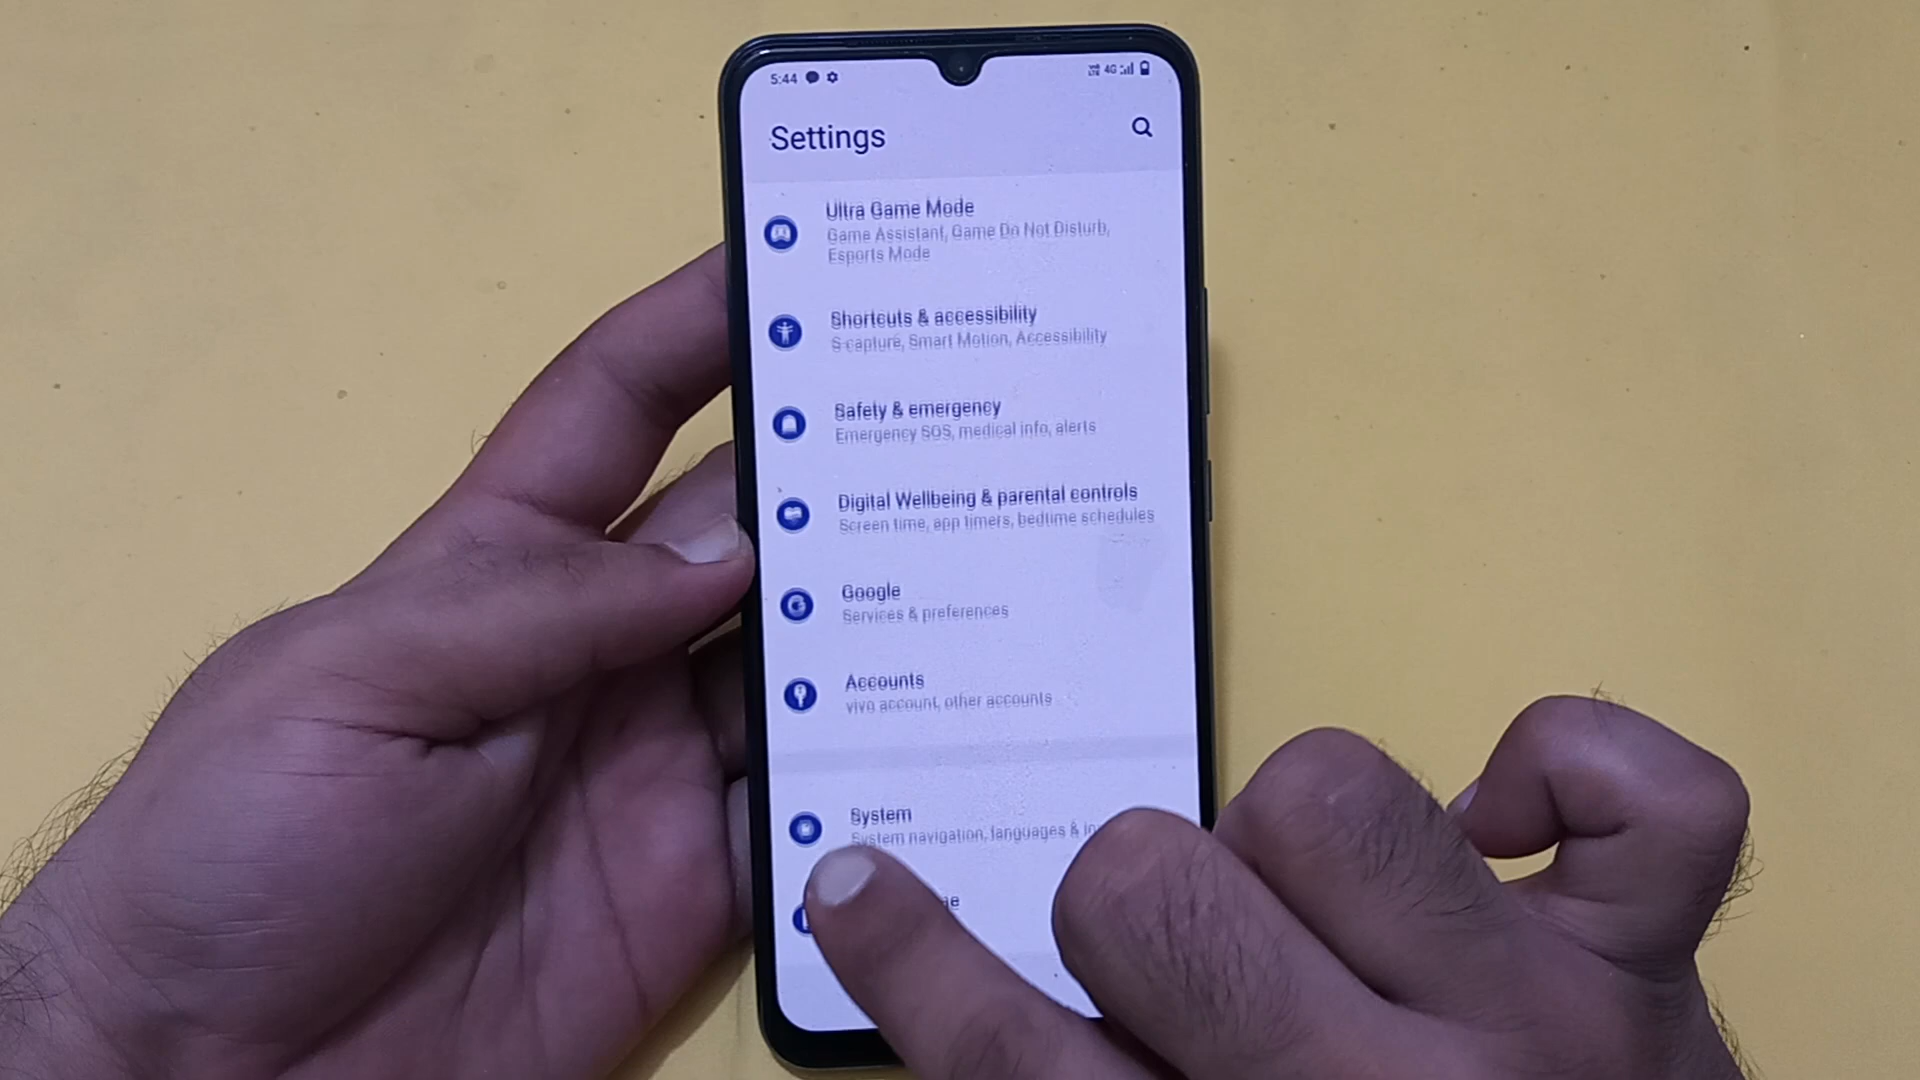 5:44
4G
Settings
Ultra Game Mode
Game Assistant, Game Do Not Disturb,
Esports Mode
Shortcuts & accessibility
S-capture, Smart Motion, Accessibility
Safety & emergency
Emergency SOS, medical info, alerts
Digital Wellbeing & parental controls
Screen time, app timers, bedtime schedules
Google
Services & preferences
Accounts
vivo account, other accounts
System
System navigation, languages &